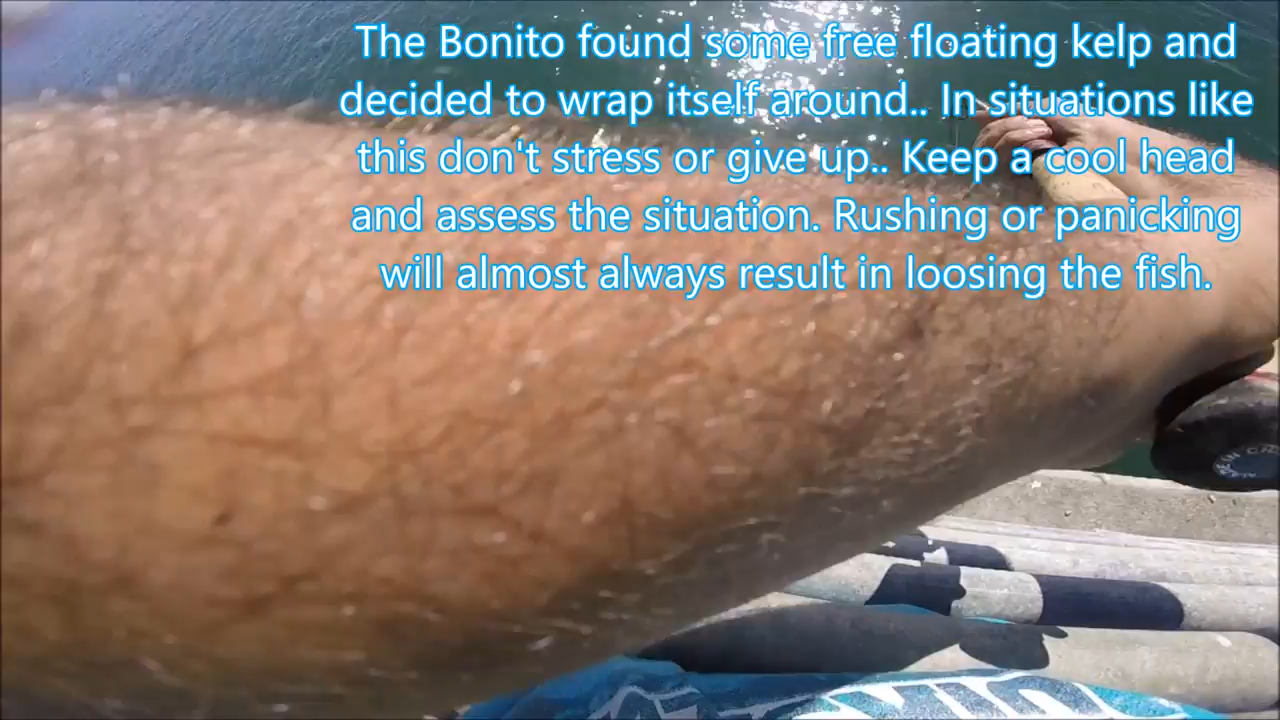 The Bonito found some free floating kelp and
decided to wrap itself around.. In situations like
this don't stress or give up.. Keep a cool head
and assess the situation. Rushing or panicking
will almost always result in loosing the fish.